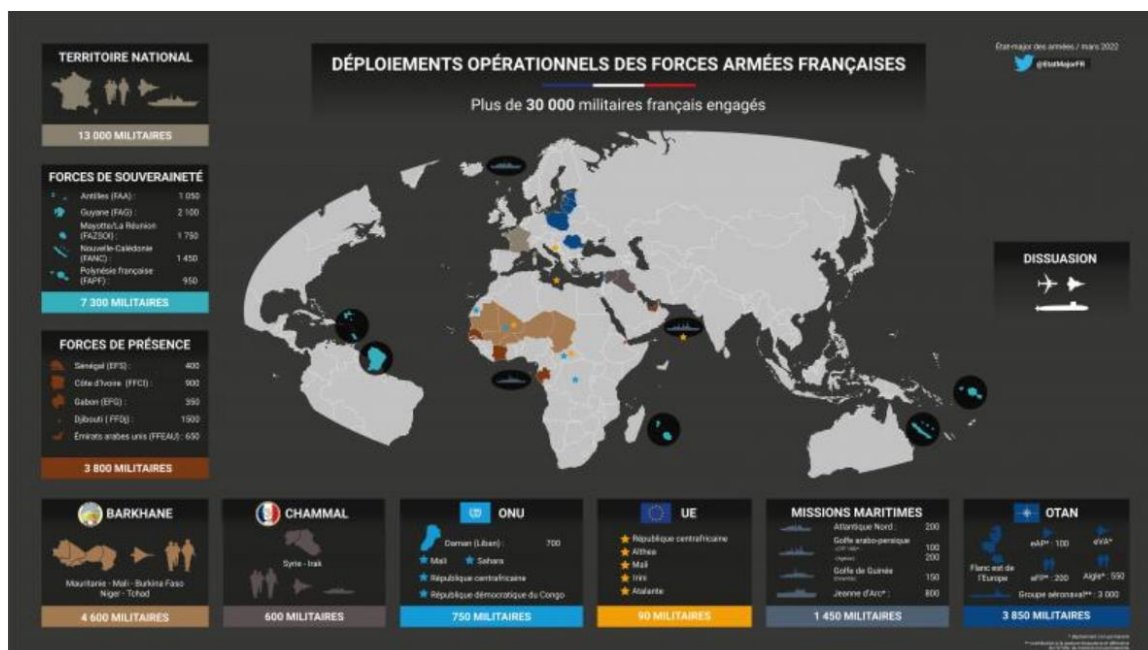 TERRITOIRE NATIONAL
13 000 MILITAIRES
DÉPLOIEMENTS OPÉRATIONNELS DES FORCES ARMÉES FRANÇAISES
Plus de 30 000 militaires français engagés
État-major des armées / mars 2022
@EtatMajorFR
FORCES DE SOUVERAINETÉ
Antilles (FAA) : 1 050
Guyane (FAG) : 2 100
Mayotte/La Réunion
(FAZSOI) : 1 750
Nouvelle-Calédonie
(FANC) : 1 450
Polynésie française
(FAPF) : 950
7 300 MILITAIRES
DISSUASION
FORCES DE PRÉSENCE
Sénégal (EFS) : 400
Côte d'Ivoire (FFCI) : 900
Gabon (EFG) : 350
Djibouti (FFDj) : 1500
Émirats arabes unis (FFEAU) : 650
3 800 MILITAIRES
BARKHANE
Mauritanie - Mali - Burkina Faso
Niger - Tchad
4 600 MILITAIRES
CHAMMAL
Syrie - Irak
600 MILITAIRES
ONU
Daman (Liban) : 700
Mali Sahara
République centrafricaine
République démocratique du Congo
750 MILITAIRES
UE
République centrafricaine
Althea
Mali
Irini
Atalante
90 MILITAIRES
MISSIONS MARITIMES
Atlantique Nord : 200
Golfe arabo-persique
100
200
Golfe de Guinée
150
Jeanne d'Arc* : 800
1 450 MILITAIRES
OTAN
eAP* : 100 eVA*
Flanc est de
l'Europe
eFP** : 200 Aigle* : 550
Groupe aéronaval** : 3 000
3 850 MILITAIRES